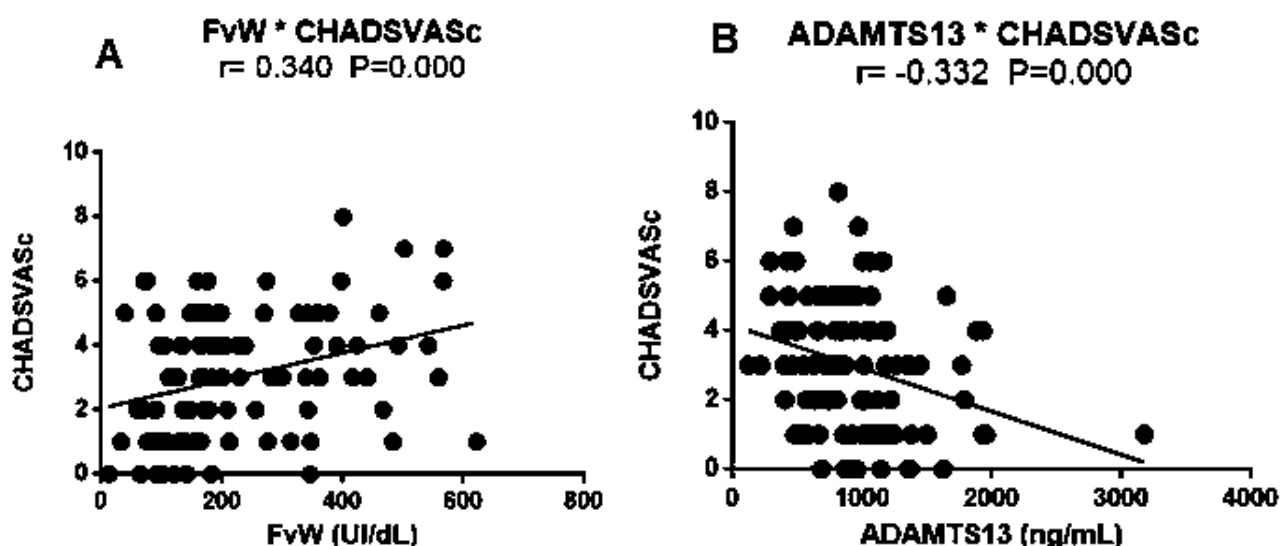 A
FvW * CHADSVASc
r= 0.340 P=0.000
10
8
6
4
2
0
CHADSVASc
0 200 400 600 800
FvW (UI/dL)
B
ADAMTS13 * CHADSVASc
r= -0.332 P=0.000
10
8
6
4
2
0
CHADSVASc
0 1000 2000 3000 4000
ADAMTS13 (ng/mL)